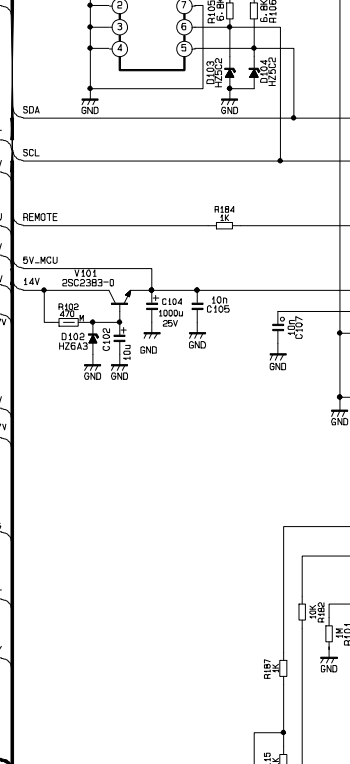 2
7
3
6
4
5
R105
6.8K
6.8K
R106
D103
HZ5C2
D104
HZ5C2
GND
GND
SDA
SCL
R184
1K
REMOTE
5V_MCU
V101
2SC2383-O
14V
R102
470
D102
HZ6A3
C102
10u
C104
1000u
25V
10n
C105
10n
C107
GND
GND
GND
GND
GND
GND
10K
R182
1M
R101
GND
R187
1K